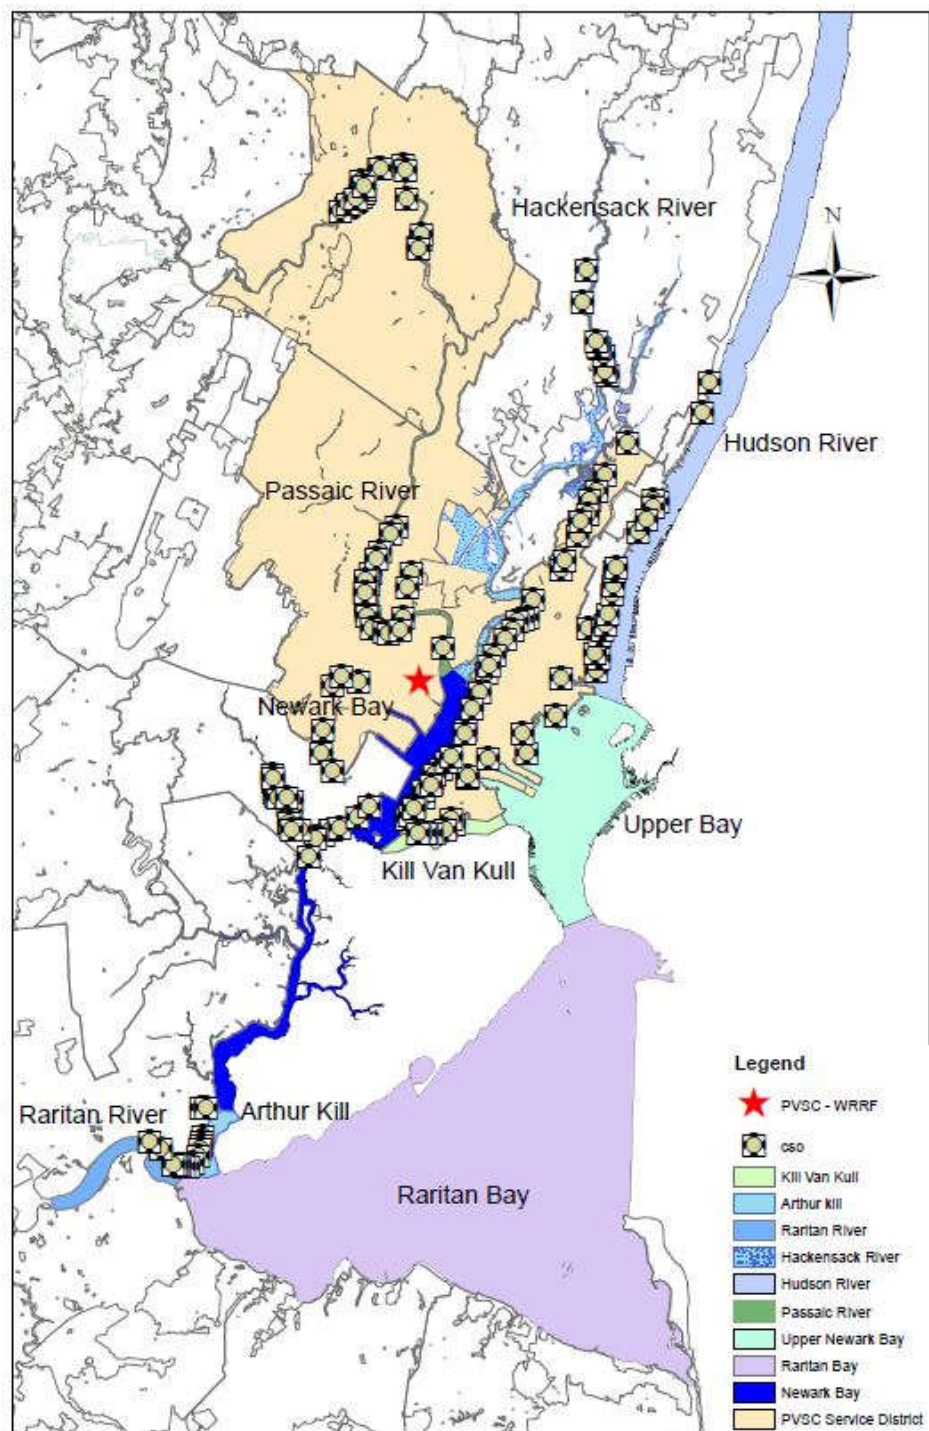 Hackensack River
N
Hudson River
Passaic River
Newark Bay
Upper Bay
Kill Van Kull
Raritan River
Arthur Kill
Raritan Bay
Legend
PVSC - WRRF
cso
Kill Van Kull
Arthur kill
Raritan River
Hackensack River
Hudson River
Passaic River
Upper Newark Bay
Raritan Bay
Newark Bay
PVSC Service District